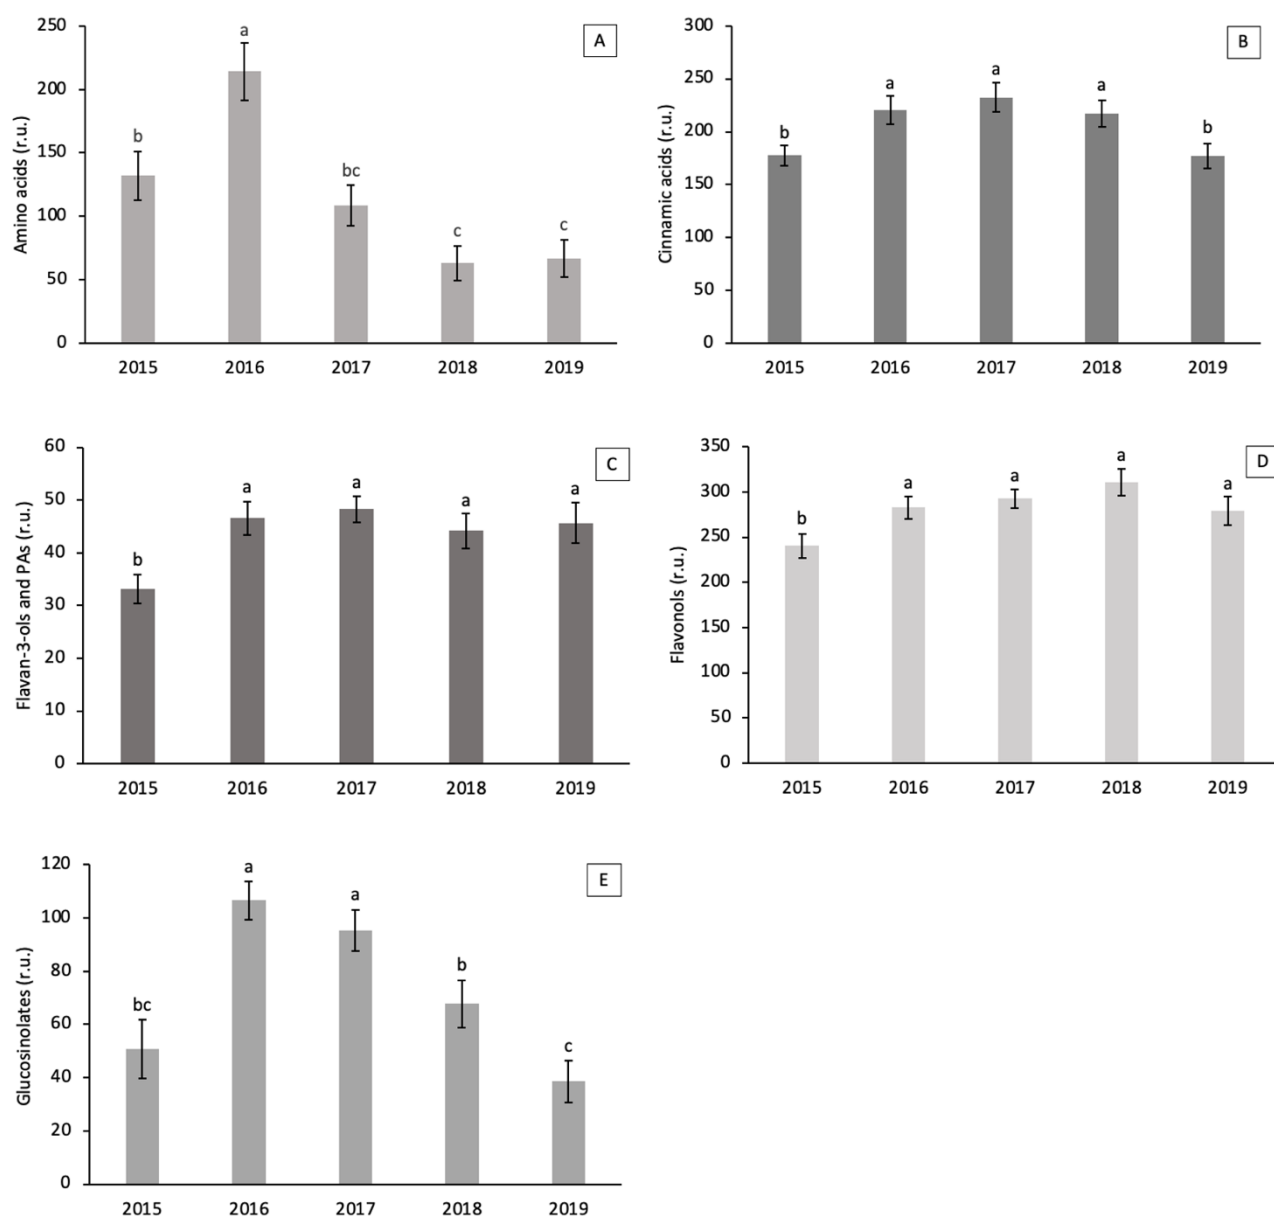 A
Amino acids (r.u.)
250
200
150
100
50
0
b
a
bc
c
c
2015 2016 2017 2018 2019
B
Cinnamic acids (r.u.)
300
250
200
150
100
50
0
b
a
a
a
b
2015 2016 2017 2018 2019
C
Flavan-3-ols and PAs (r.u.)
60
50
40
30
20
10
0
b
a
a
a
a
2015 2016 2017 2018 2019
D
Flavonols (r.u.)
350
300
250
200
150
100
50
0
b
a
a
a
a
2015 2016 2017 2018 2019
E
Glucosinolates (r.u.)
120
100
80
60
40
20
0
bc
a
a
b
c
2015 2016 2017 2018 2019